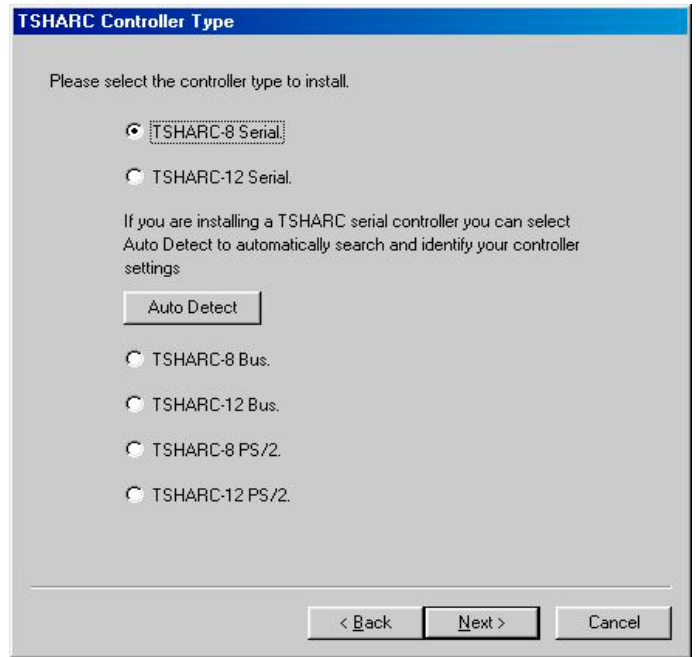 TSHARC Controller Type
Please select the controller type to install.
TSHARC-8 Serial.
TSHARC-12 Serial.
If you are installing a TSHARC serial controller you can select
Auto Detect to automatically search and identify your controller
settings
Auto Detect
TSHARC-8 Bus.
TSHARC-12 Bus.
TSHARC-8 PS/2.
TSHARC-12 PS/2.
< Back Next > Cancel